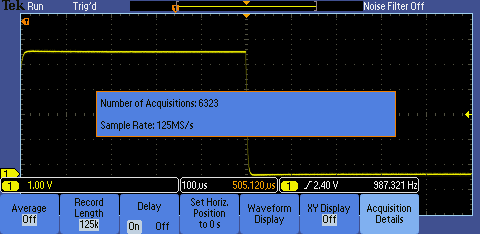 Tek Run Trig'd Noise Filter Off
Number of Acquisitions: 6323
Sample Rate: 125MS/s
1 1.00 V 100µs 505.120µs 1 2.40 V 987.321 Hz
Average Off
Record Length 125k
Delay On Off
Set Horiz. Position to 0 s
Waveform Display
XY Display Off
Acquisition Details